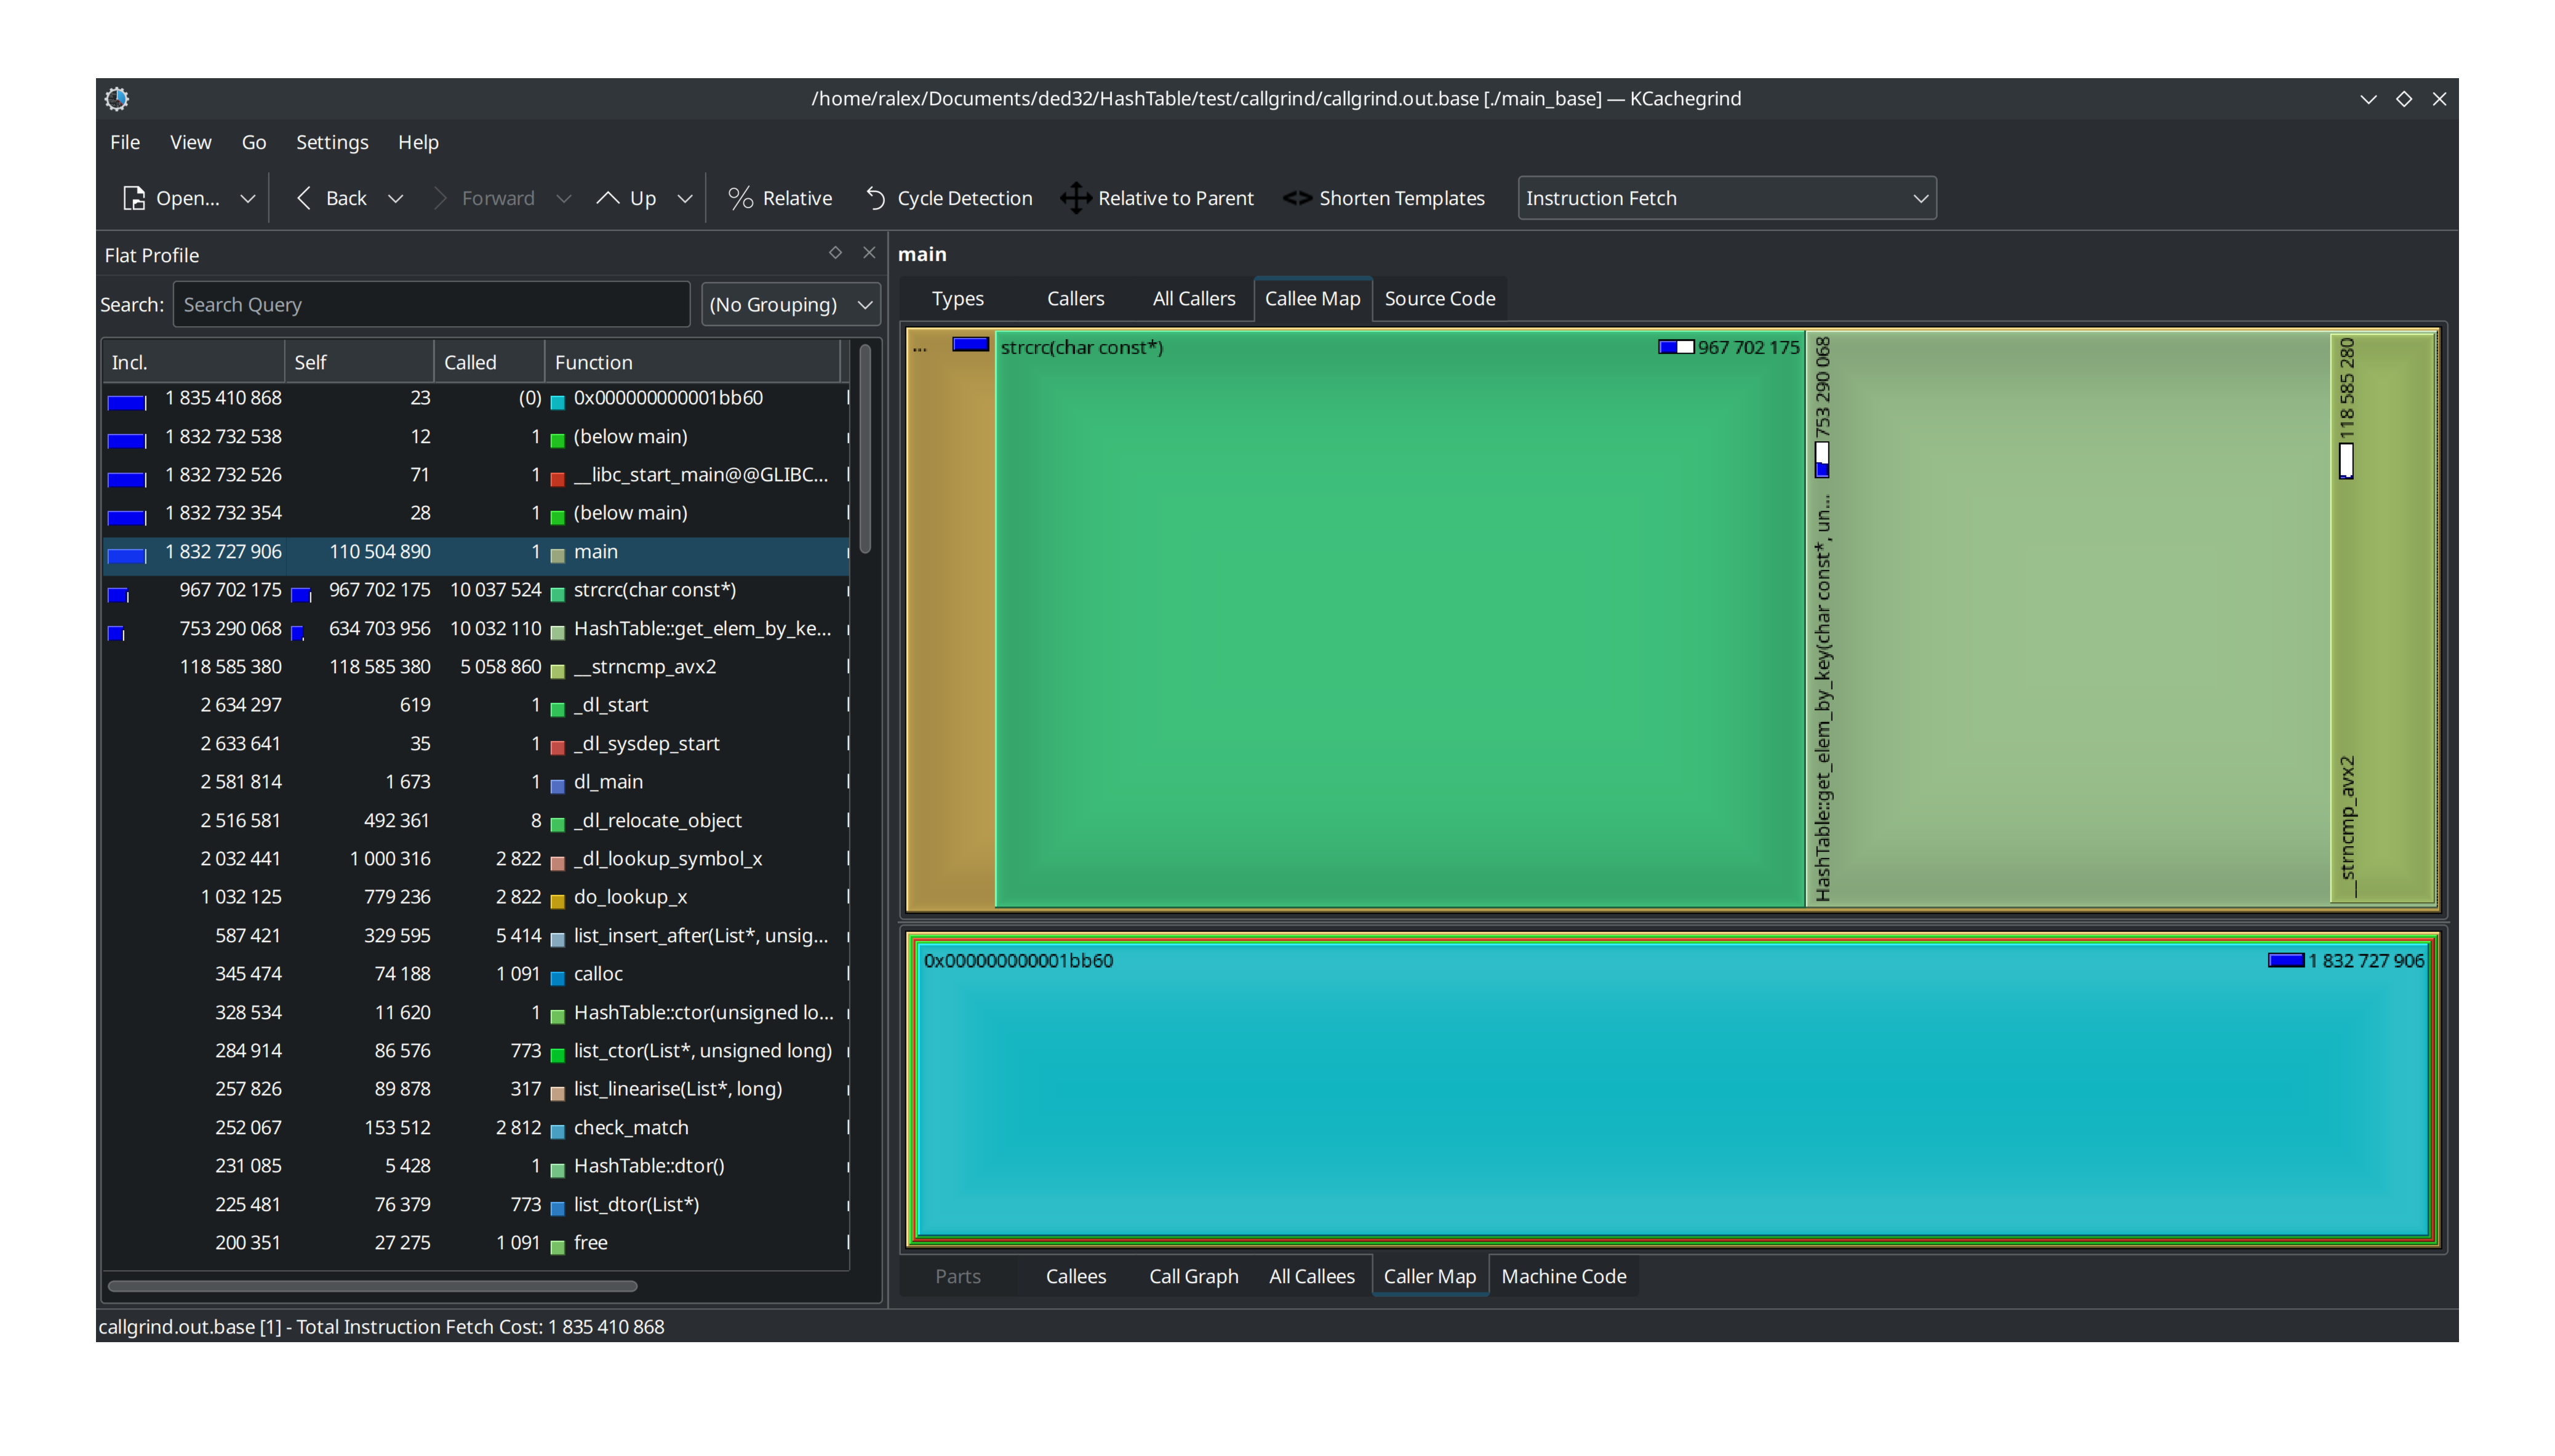 /home/ralex/Documents/ded32/HashTable/test/callgrind/callgrind.out.base [./main_base] — KCachegrind
File View Go Settings Help
Open... Back Forward Up Relative Cycle Detection Relative to Parent Shorten Templates Instruction Fetch
Flat Profile
Search: Search Query (No Grouping)
Incl. Self Called Function
1 835 410 868 23 (0) 0x000000000001bb60
1 832 732 538 12 1 (below main)
1 832 732 526 71 1 __libc_start_main@@GLIBC...
1 832 732 354 28 1 (below main)
1 832 727 906 110 504 890 1 main
967 702 175 967 702 175 10 037 524 strcrc(char const*)
753 290 068 634 703 956 10 032 110 HashTable::get_elem_by_ke...
118 585 380 118 585 380 5 058 860 __strncmp_avx2
2 634 297 619 1 _dl_start
2 633 641 35 1 _dl_sysdep_start
2 581 814 1 673 1 dl_main
2 516 581 492 361 8 _dl_relocate_object
2 032 441 1 000 316 2 822 _dl_lookup_symbol_x
1 032 125 779 236 2 822 do_lookup_x
587 421 329 595 5 414 list_insert_after(List*, unsig...
345 474 74 188 1 091 calloc
328 534 11 620 1 HashTable::ctor(unsigned lo...
284 914 86 576 773 list_ctor(List*, unsigned long)
257 826 89 878 317 list_linearise(List*, long)
252 067 153 512 2 812 check_match
231 085 5 428 1 HashTable::dtor()
225 481 76 379 773 list_dtor(List*)
200 351 27 275 1 091 free
main
Types Callers All Callers Callee Map Source Code
...
strcrc(char const*) 967 702 175
HashTable::get_elem_by_key(char const*, un... 753 290 068
__strncmp_avx2 118 585 280
0x000000000001bb60 1 832 727 906
Parts Callees Call Graph All Callees Caller Map Machine Code
callgrind.out.base [1] - Total Instruction Fetch Cost: 1 835 410 868